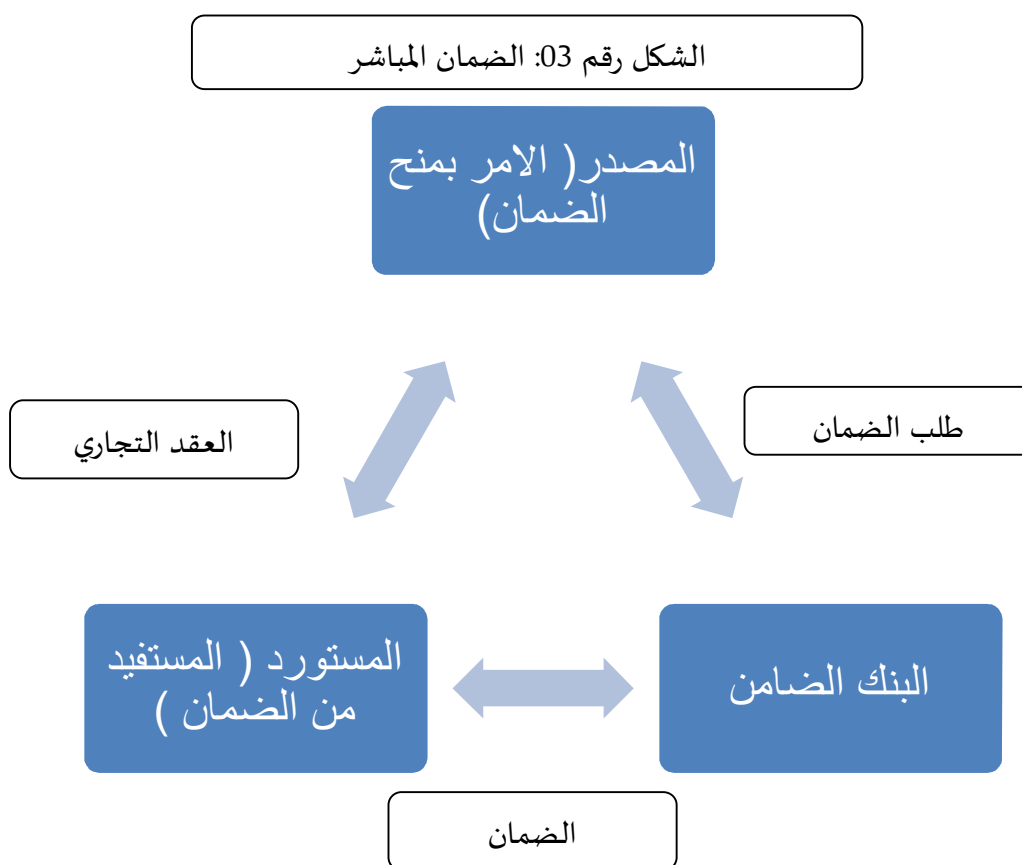 الشكل رقم 03: الضمان المباشر
المصدر( الامر بمنح
الضمان)
طلب الضمان
العقد التجاري
البنك الضامن
المستورد ( المستفيد
من الضمان )
الضمان